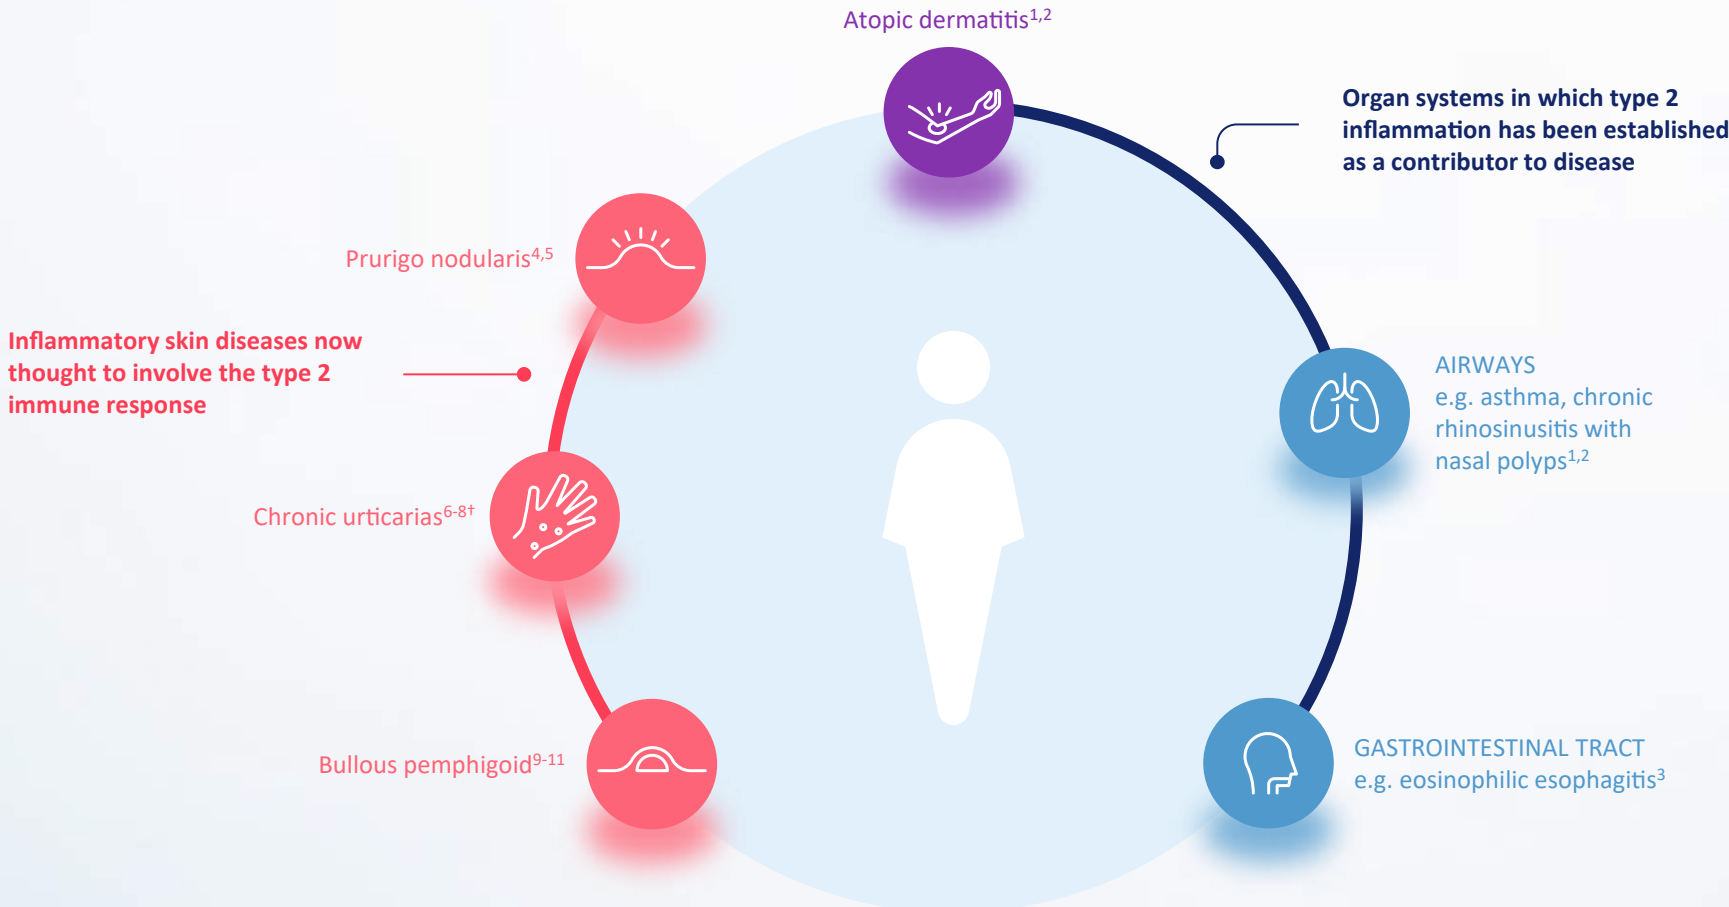 Atopic dermatitis1,2
Organ systems in which type 2
inflammation has been established
as a contributor to disease
Prurigo nodularis4,5
Inflammatory skin diseases now
thought to involve the type 2
immune response
AIRWAYS
e.g. asthma, chronic
rhinosinusitis with
nasal polyps1,2
Chronic urticarias6-8†
Bullous pemphigoid9-11
GASTROINTESTINAL TRACT
e.g. eosinophilic esophagitis3